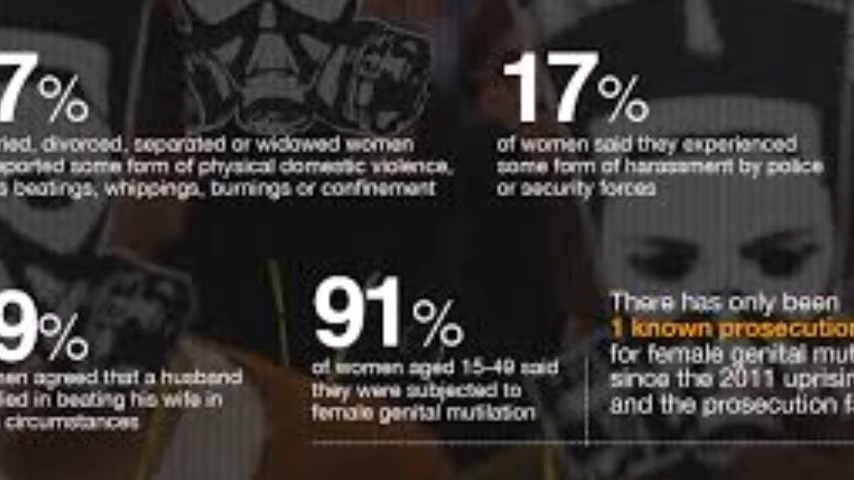 7%
ried, divorced, separated or widowed women
eported some form of physical domestic violence,
s beatings, whippings, burnings or confinement
17%
of women said they experienced
some form of harassment by police
or security forces
9%
en agreed that a husband
ied in beating his wife in
circumstances
91%
of women aged 15-49 said
they were subjected to
female genital mutilation
There has only been
1 known prosecution
for female genital mut
since the 2011 uprisin
and the prosecution f